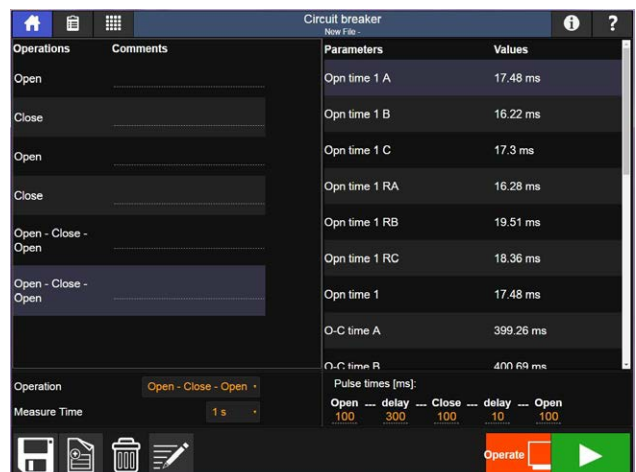 Circuit breaker
New File -
Operations Comments
Open
Close
Open
Close
Open - Close -
Open
Open - Close -
Open
Parameters Values
Opn time 1 A 17.48 ms
Opn time 1 B 16.22 ms
Opn time 1 C 17.3 ms
Opn time 1 RA 16.28 ms
Opn time 1 RB 19.51 ms
Opn time 1 RC 18.36 ms
Opn time 1 17.48 ms
O-C time A 399.26 ms
O-C time B 400.69 ms
Operation Open - Close - Open
Measure Time 1 s
Pulse times [ms]:
Open --- delay --- Close --- delay --- Open
100 300 100 10 100
Operate